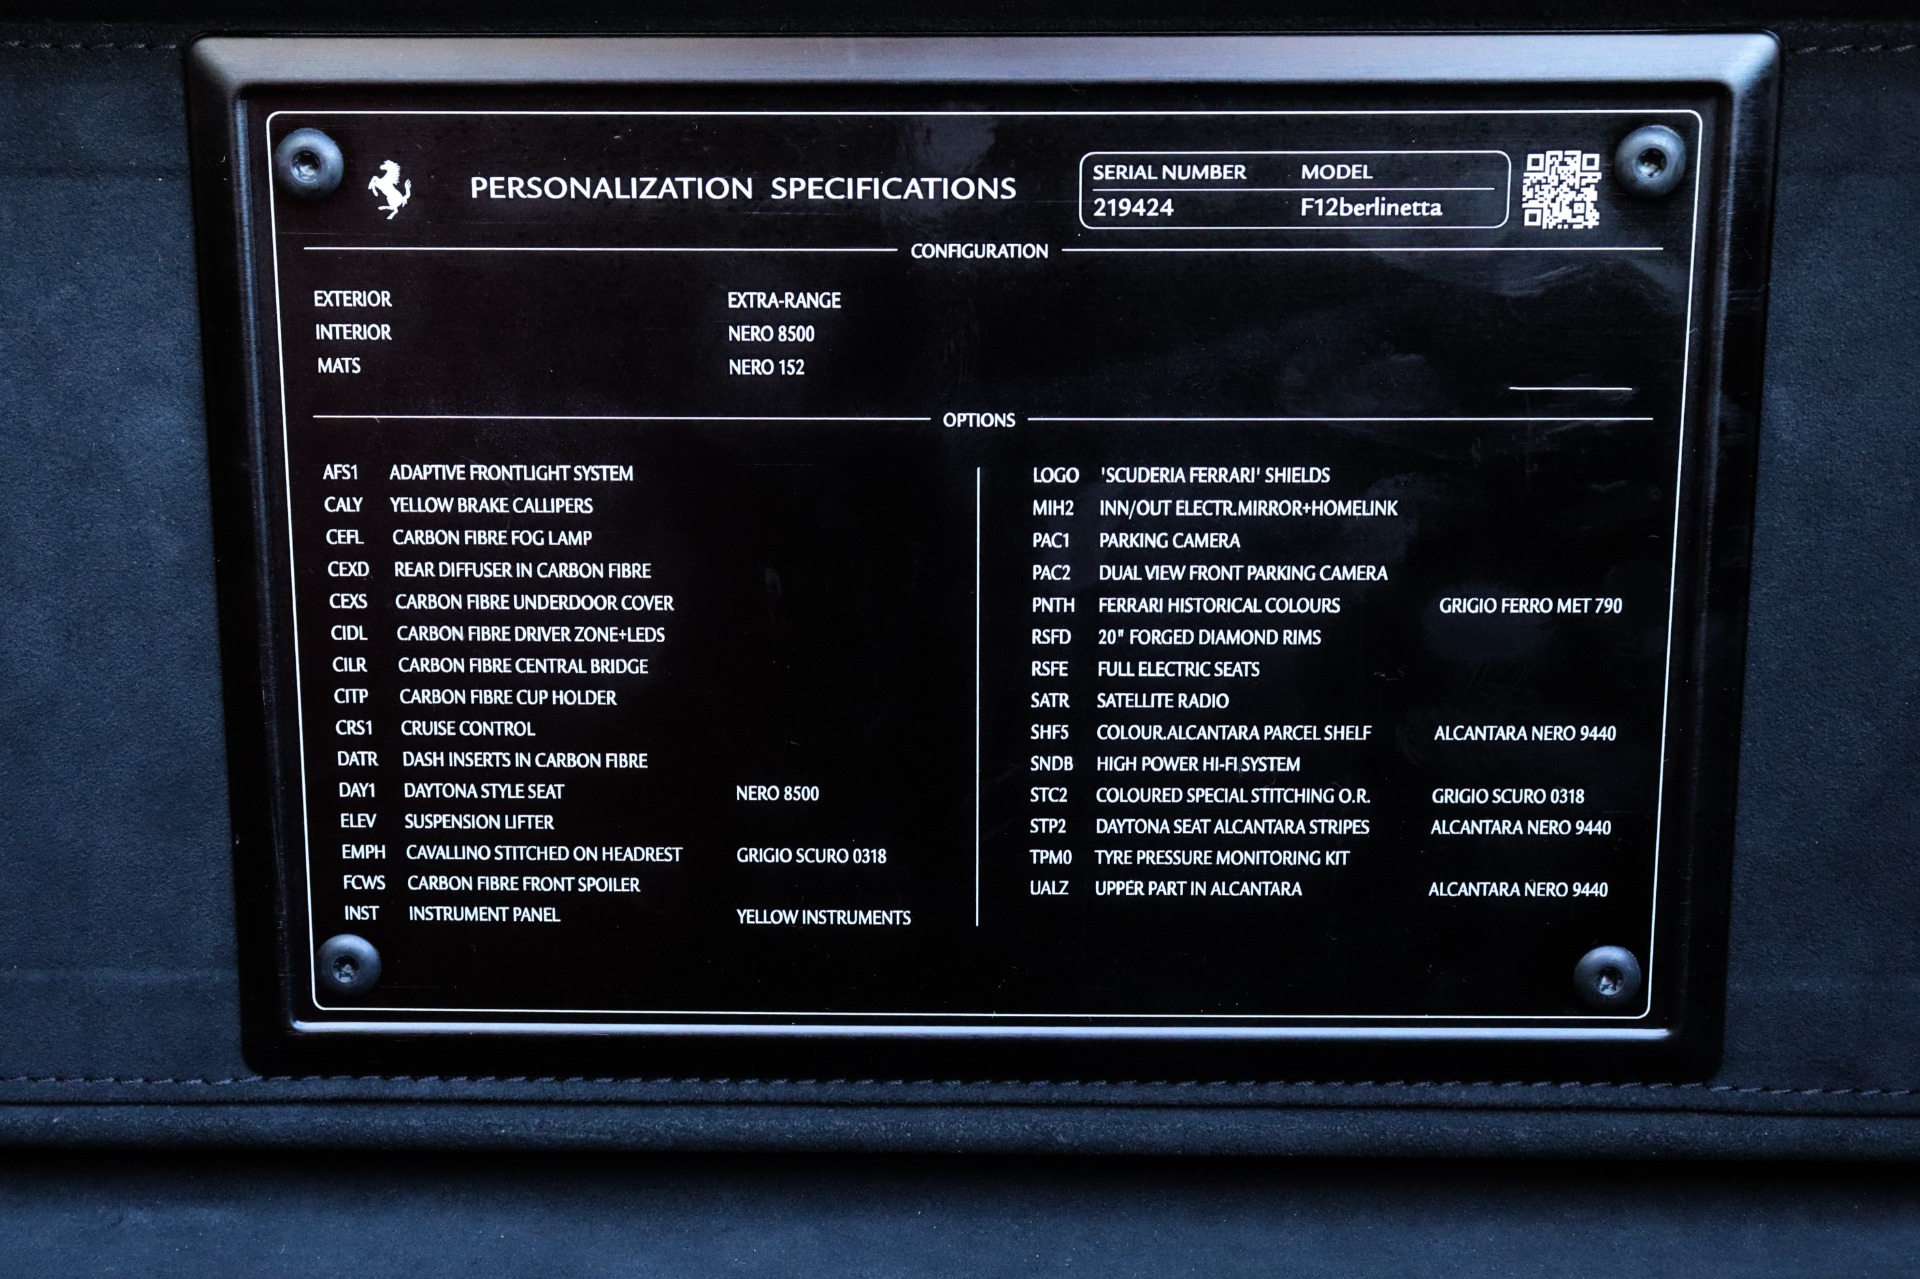 PERSONALIZATION SPECIFICATIONS
SERIAL NUMBER MODEL
219424 F12berlinetta
CONFIGURATION
EXTERIOR EXTRA-RANGE
INTERIOR NERO 8500
MATS NERO 152
OPTIONS
AFS1 ADAPTIVE FRONTLIGHT SYSTEM
CALY YELLOW BRAKE CALLIPERS
CEFL CARBON FIBRE FOG LAMP
CEXD REAR DIFFUSER IN CARBON FIBRE
CEXS CARBON FIBRE UNDERDOOR COVER
CIDL CARBON FIBRE DRIVER ZONE+LEDS
CILR CARBON FIBRE CENTRAL BRIDGE
CITP CARBON FIBRE CUP HOLDER
CRS1 CRUISE CONTROL
DATR DASH INSERTS IN CARBON FIBRE
DAY1 DAYTONA STYLE SEAT NERO 8500
ELEV SUSPENSION LIFTER
EMPH CAVALLINO STITCHED ON HEADREST GRIGIO SCURO 0318
FCWS CARBON FIBRE FRONT SPOILER
INST INSTRUMENT PANEL YELLOW INSTRUMENTS
LOGO 'SCUDERIA FERRARI' SHIELDS
MIH2 INN/OUT ELECTR.MIRROR+HOMELINK
PAC1 PARKING CAMERA
PAC2 DUAL VIEW FRONT PARKING CAMERA
PNTH FERRARI HISTORICAL COLOURS GRIGIO FERRO MET 790
RSFD 20" FORGED DIAMOND RIMS
RSFE FULL ELECTRIC SEATS
SATR SATELLITE RADIO
SHF5 COLOUR.ALCANTARA PARCEL SHELF ALCANTARA NERO 9440
SNDB HIGH POWER HI-FI SYSTEM
STC2 COLOURED SPECIAL STITCHING O.R. GRIGIO SCURO 0318
STP2 DAYTONA SEAT ALCANTARA STRIPES ALCANTARA NERO 9440
TPM0 TYRE PRESSURE MONITORING KIT
UALZ UPPER PART IN ALCANTARA ALCANTARA NERO 9440